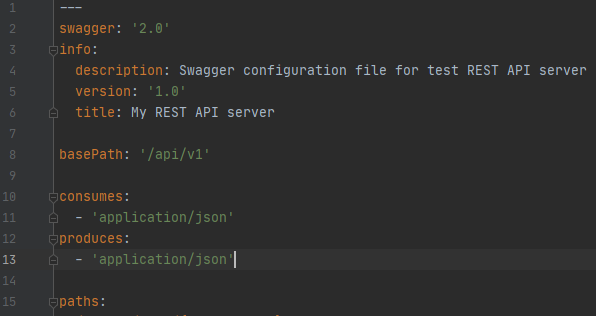 1 ---
2 swagger: '2.0'
3 info:
4   description: Swagger configuration file for test REST API server
5   version: '1.0'
6   title: My REST API server
7
8 basePath: '/api/v1'
9
10 consumes:
11   - 'application/json'
12 produces:
13   - 'application/json'
14
15 paths: